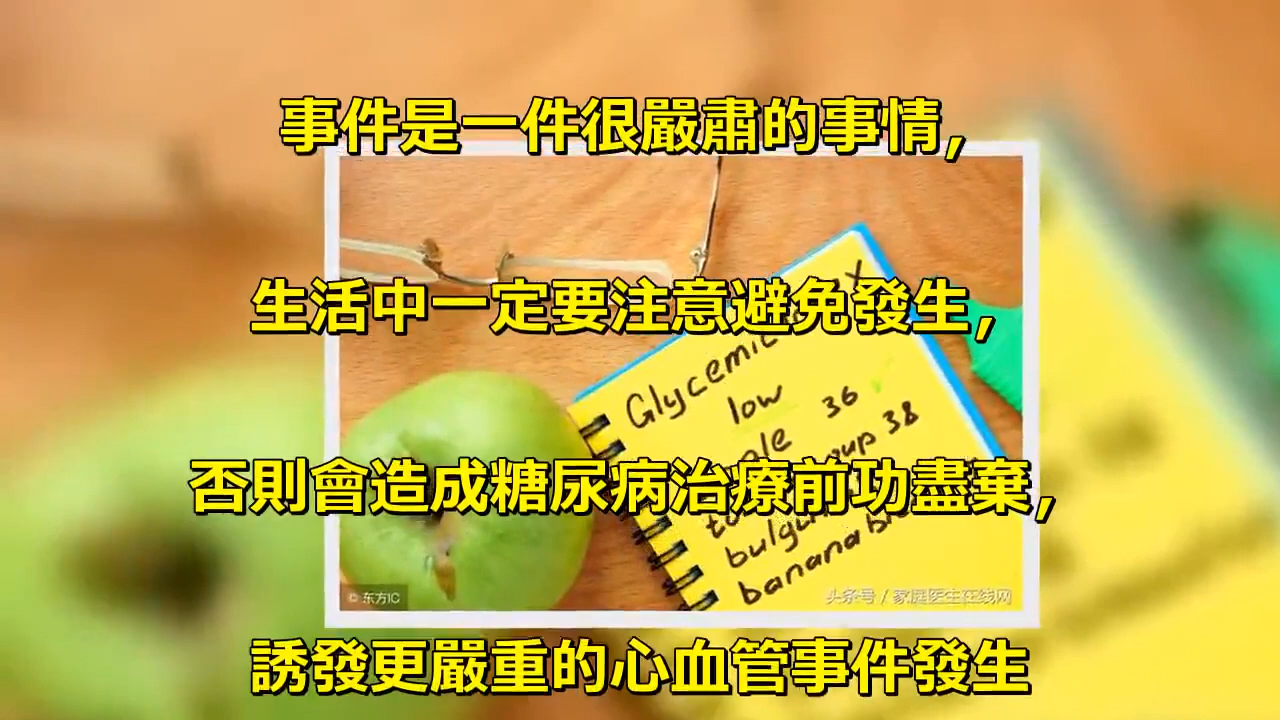 事件是一件很嚴肅的事情,
生活中一定要注意避免發生,
否則會造成糖尿病治療前功盡棄,
誘發更嚴重的心血管事件發生
Glycemic
low
36
38
bulgu
banana b
© 东方IC
头条号 / 家庭医生在线网